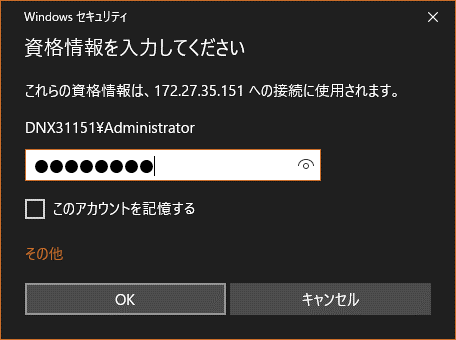 Windows セキュリティ
資格情報を入力してください
これらの資格情報は、172.27.35.151 への接続に使用されます。
DNX31151¥Administrator
●●●●●●●●
このアカウントを記憶する
その他
OK
キャンセル